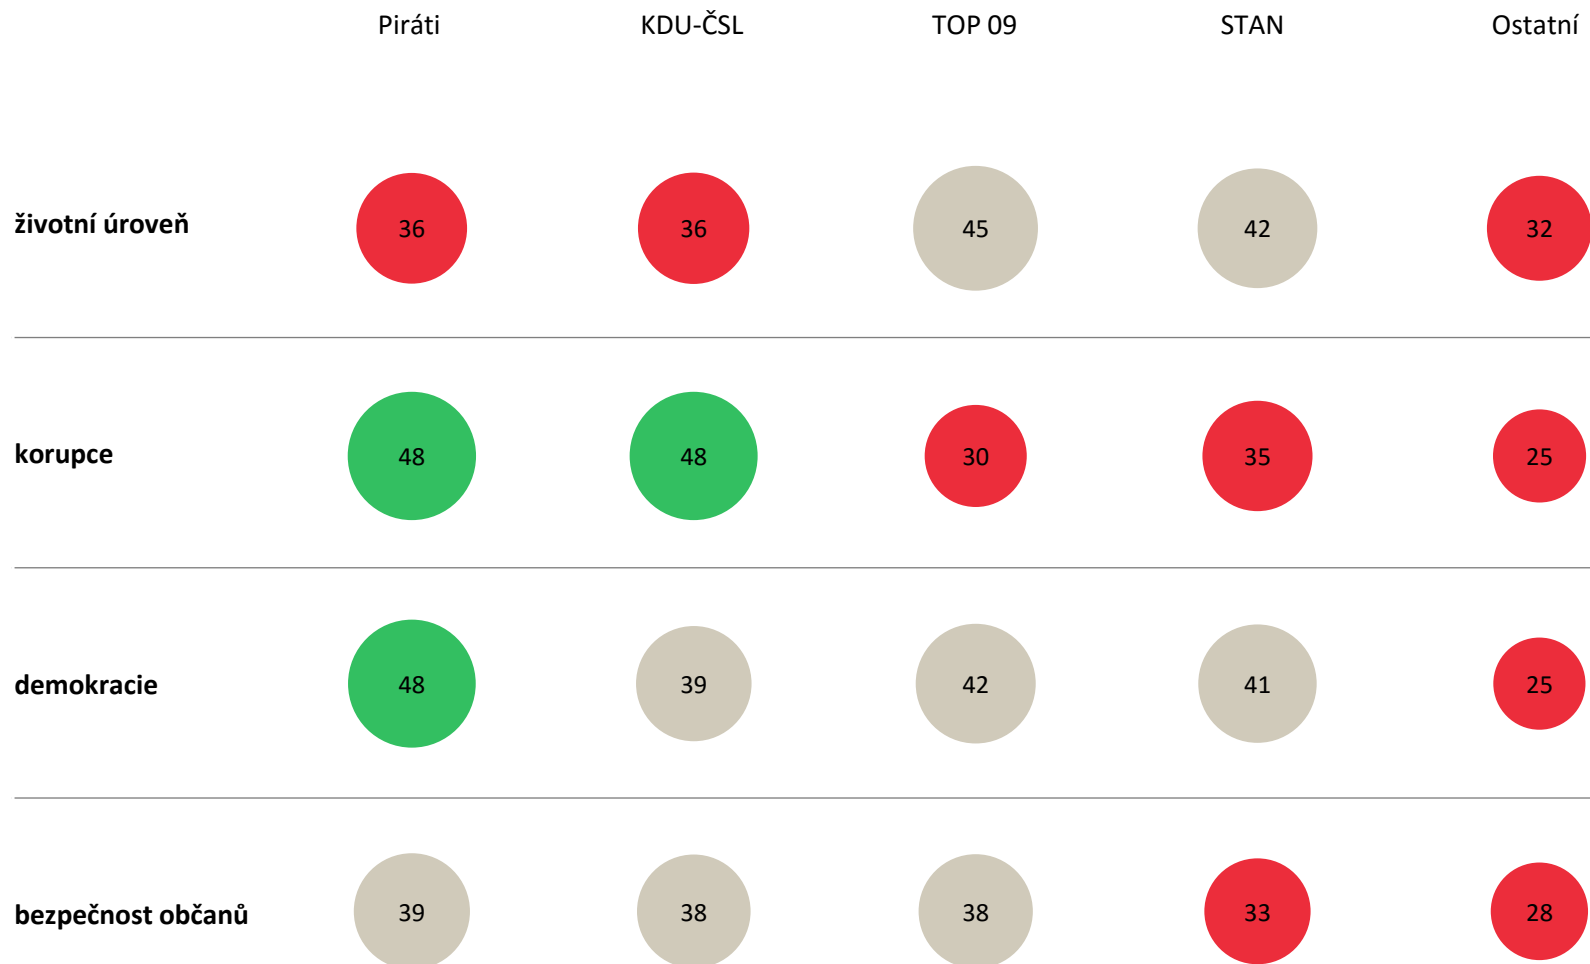 Piráti KDU-ČSL TOP 09 STAN Ostatní
životní úroveň 36 36 45 42 32
korupce 48 48 30 35 25
demokracie 48 39 42 41 25
bezpečnost občanů 39 38 38 33 28